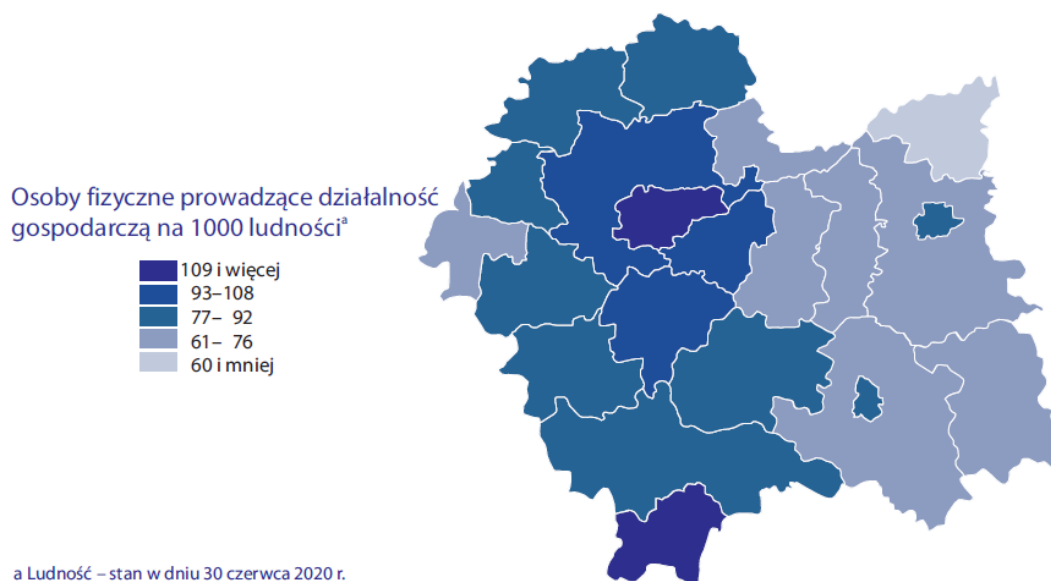 Osoby fizyczne prowadzące działalność
gospodarczą na 1000 ludnościª
109 i więcej
93–108
77– 92
61– 76
60 i mniej
a Ludność – stan w dniu 30 czerwca 2020 r.